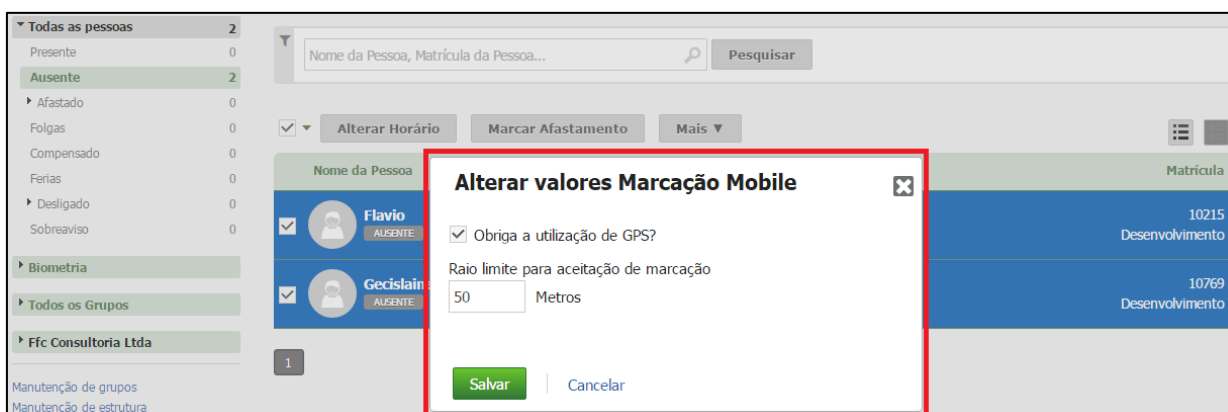 Todas as pessoas 2
Presente 0
Ausente 2
Afastado 0
Folgas 0
Compensado 0
Ferias 0
Desligado 0
Sobreaviso 0
Biometria
Todos os Grupos
Ffc Consultoria Ltda
Manutenção de grupos
Manutenção de estrutura
Nome da Pessoa, Matrícula da Pessoa... Pesquisar
Alterar Horário Marcar Afastamento Mais ▼
Nome da Pessoa Matrícula
Flavio 10215
AUSENTE Desenvolvimento
Gecislain 10769
AUSENTE Desenvolvimento
1
Alterar valores Marcação Mobile
Obriga a utilização de GPS?
Raio limite para aceitação de marcação
50 Metros
Salvar Cancelar